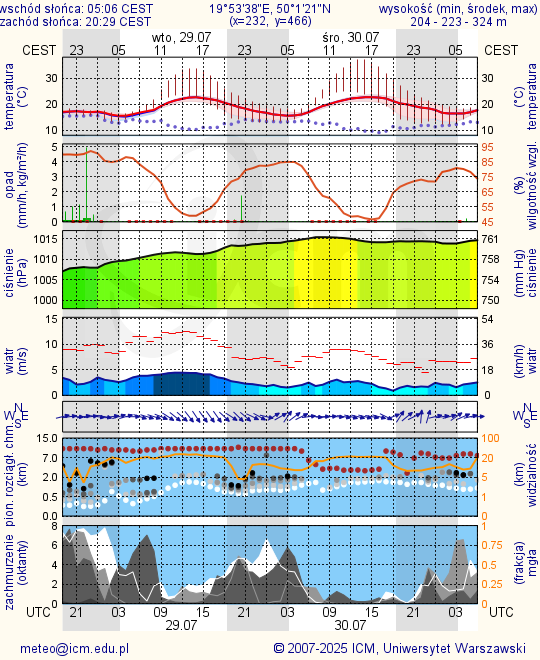 wschód słońca: 05:06 CEST 19°53'38"E, 50°1'21"N wysokość (min, środek, max)
zachód słońca: 20:29 CEST (x=232, y=466) 204 - 223 - 324 m
wto, 29.07 śro, 30.07
CEST 23 05 11 17 23 05 11 17 23 05 CEST
temperatura (°C)
30 20 10
30 20 10
temperatura (°C)
opad (mm/h, kg/m²/h)
5 4 3 2 1 0
95 85 75 65 55 45
wilgotność wzgl. (%)
ciśnienie (hPa)
1015 1010 1005 1000
761 758 754 750
ciśnienie (mm Hg)
wiatr (m/s)
15 10 5 0
54 36 18 0
wiatr (km/h)
N W E S
N W E S
pion. rozciągł. chm. (km)
15.0 7.0 2.0 0.5 0.0
100 20 5 1 0
widzialność (km)
zachmurzenie (oktanty)
8 6 4 2 0
1 0.75 0.5 0.25 0
mgła (frakcja)
UTC 21 03 09 15 21 03 09 15 21 03 UTC
29.07 30.07
meteo@icm.edu.pl © 2007-2025 ICM, Uniwersytet Warszawski